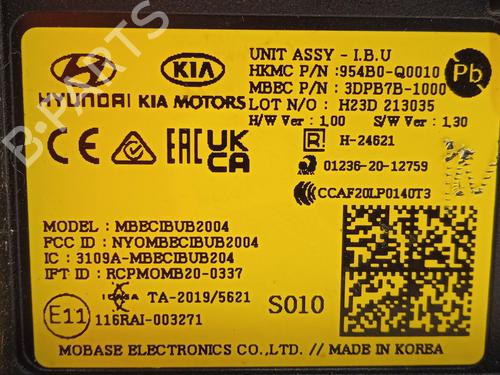 B-PARTS
HYUNDAI KIA KIA MOTORS
UNIT ASSY - I.B.U
HKMC P/N :954B0-Q0010
MBEC P/N : 3DPB7B-1000
LOT N/O : H23D 213035
H/W Ver : 1.00 S/W Ver : 1.30
Pb
CE EAC UK CA
R H-24621
01236-20-12759
CCAF20LP0140T3
MODEL : MBECIBUB2004
FCC ID : NYOMBECIBUB2004
IC : 3109A-MBECIBUB204
IFT ID : RCPMOMB20-0337
ICASA TA-2019/5621 S010
E11 116RAI-003271
MOBASE ELECTRONICS CO.,LTD. // MADE IN KOREA